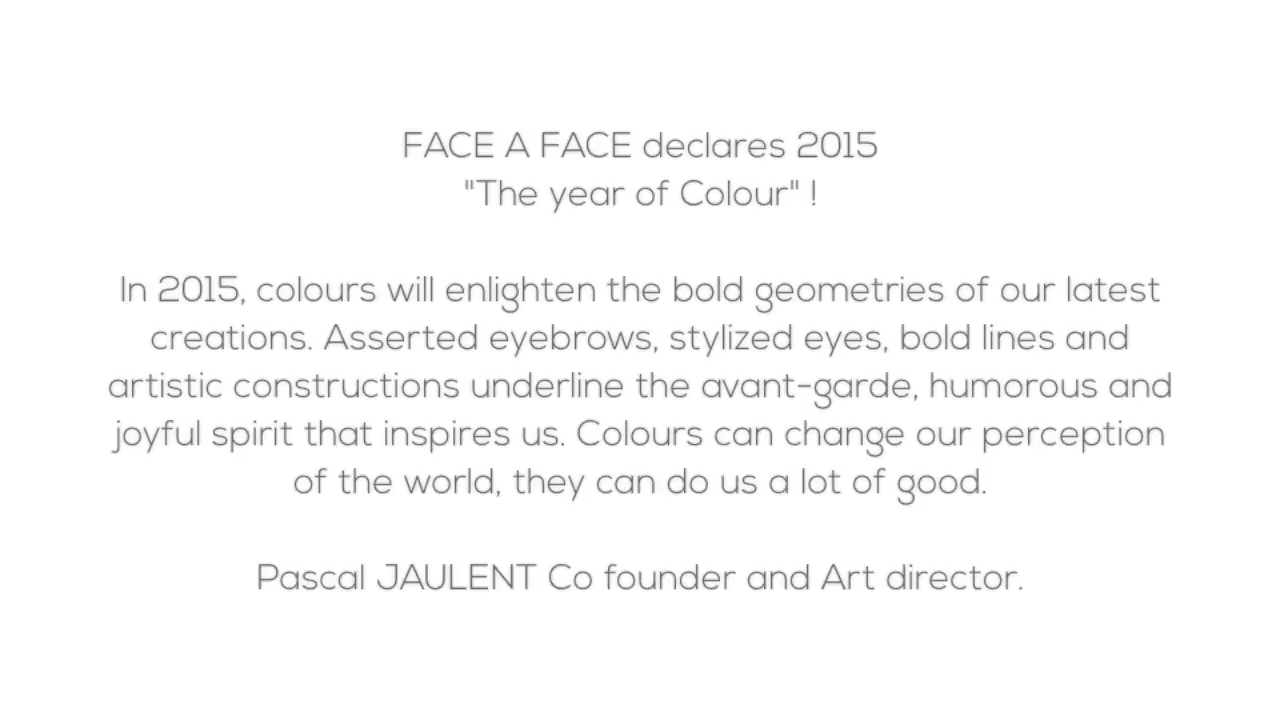 FACE A FACE declares 2015
"The year of Colour" !
In 2015, colours will enlighten the bold geometries of our latest
creations. Asserted eyebrows, stylized eyes, bold lines and
artistic constructions underline the avant-garde, humorous and
joyful spirit that inspires us. Colours can change our perception
of the world, they can do us a lot of good.
Pascal JAULENT Co founder and Art director.